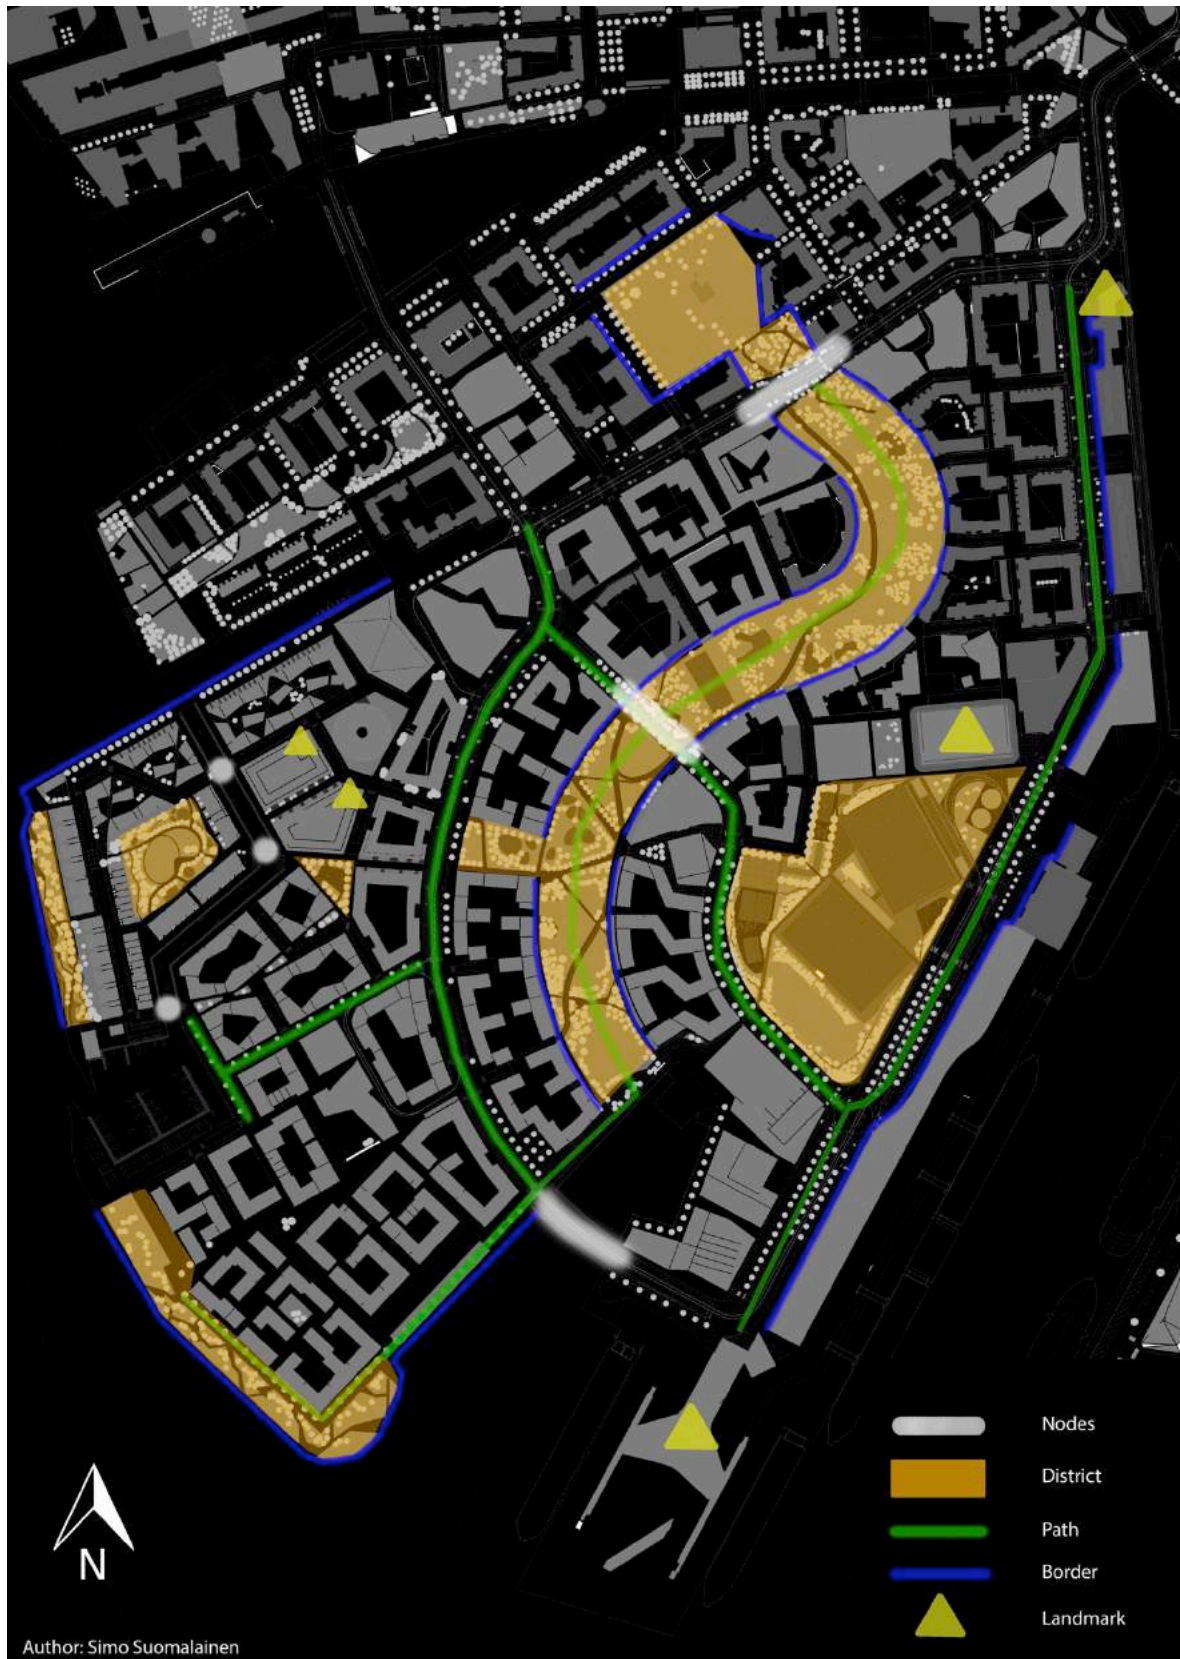 Nodes
District
Path
Border
Landmark
N
Author: Simo Suomalainen